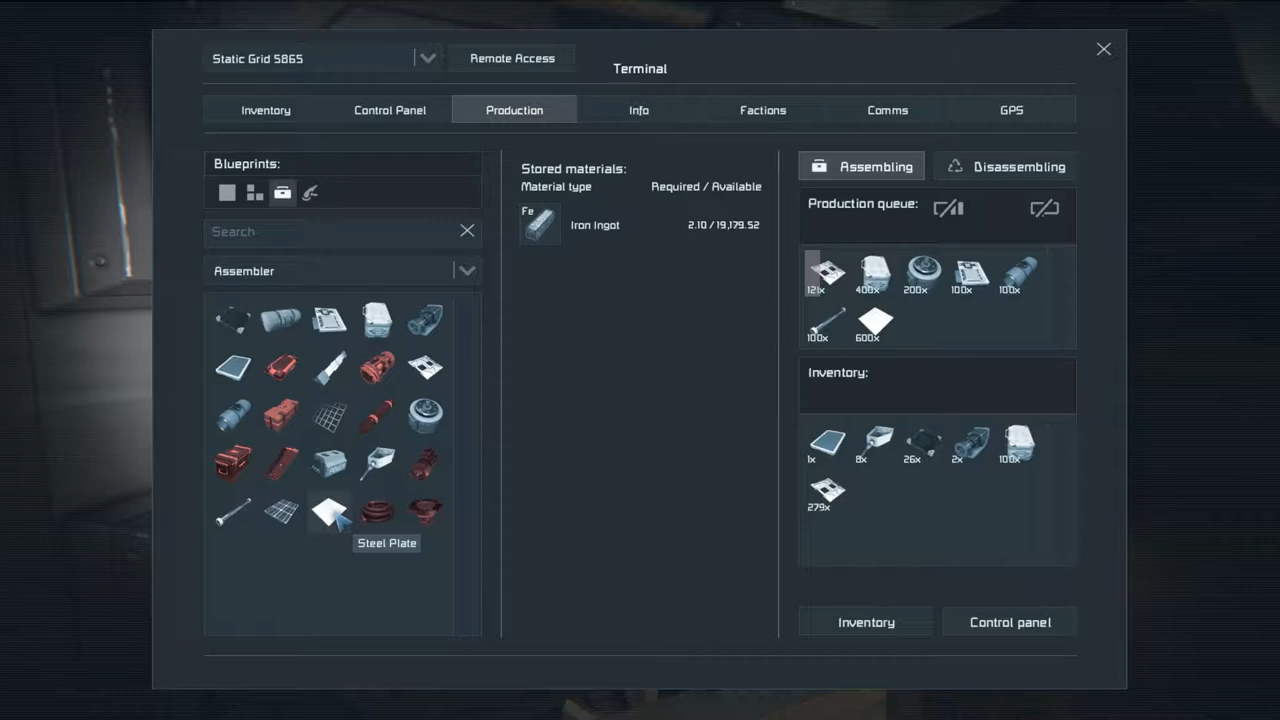 Static Grid 5865
Remote Access
Terminal
Inventory
Control Panel
Production
Info
Factions
Comms
GPS
Blueprints:
Search
Assembler
Steel Plate
Stored materials:
Material type
Required / Available
Fe
Iron Ingot
2.10 / 19,179.52
Assembling
Disassembling
Production queue:
121x
400x
200x
100x
100x
100x
600x
Inventory:
1x
8x
26x
2x
100x
279x
Inventory
Control panel